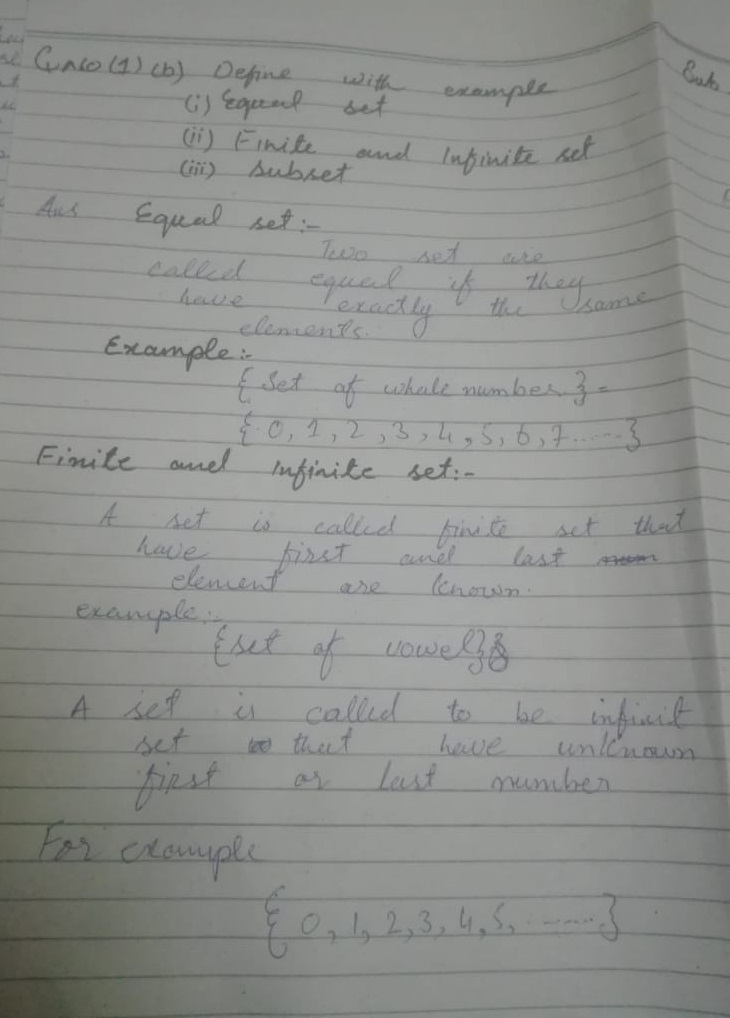 Q.No (1) (b) Define with example
(i) Equal set
(ii) Finite and Infinite set
(iii) Subset
Ans Equal set:-
Two set are
called equal if they
have exactly the same
elements.
Example:-
{ Set of whole number } =
{ 0, 1, 2, 3, 4, 5, 6, 7...... }
Finite and Infinite set:-
A set is called finite set that
have first and last
element are known.
example:-
{set of vowel}
A set is called to be infinit
set that have unknown
first or last number
For example
{ 0, 1, 2, 3, 4, 5, ....... }